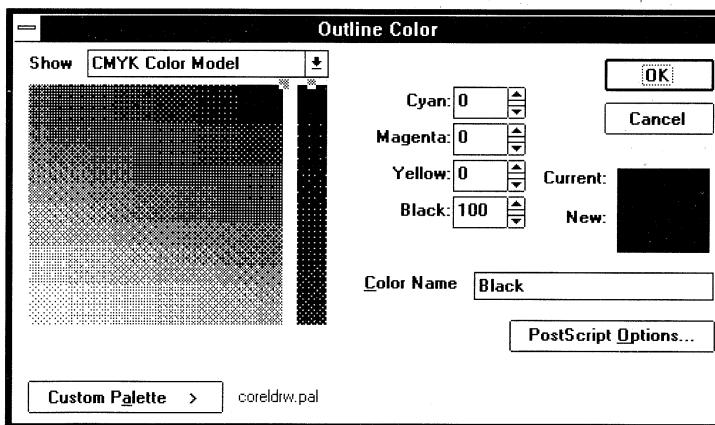 Outline Color
Show CMYK Color Model
OK
Cyan: 0
Cancel
Magenta: 0
Yellow: 0
Current:
Black: 100
New:
Color Name Black
PostScript Options...
Custom Palette > coreldrw.pal